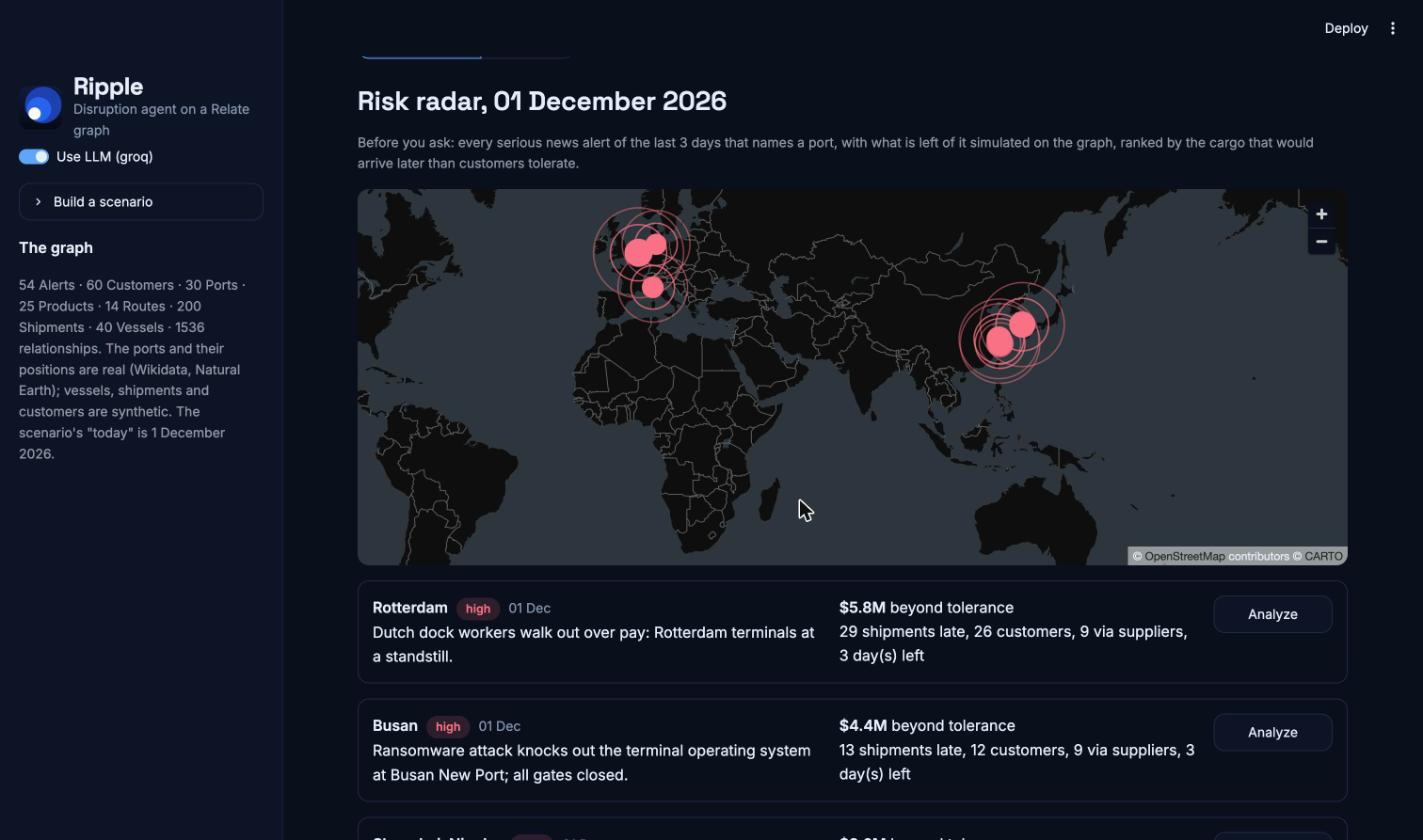 Deploy
Ripple
Disruption agent on a Relate
graph
Use LLM (groq)
Build a scenario
The graph
54 Alerts · 60 Customers · 30 Ports ·
25 Products · 14 Routes · 200
Shipments · 40 Vessels · 1536
relationships. The ports and their
positions are real (Wikidata, Natural
Earth); vessels, shipments and
customers are synthetic. The
scenario's "today" is 1 December
2026.
Risk radar, 01 December 2026
Before you ask: every serious news alert of the last 3 days that names a port, with what is left of it simulated on the graph, ranked by the cargo that would
arrive later than customers tolerate.
+
−
© OpenStreetMap contributors © CARTO
Rotterdam high 01 Dec
Dutch dock workers walk out over pay: Rotterdam terminals at
a standstill.
$5.8M beyond tolerance
29 shipments late, 26 customers, 9 via suppliers,
3 day(s) left
Analyze
Busan high 01 Dec
Ransomware attack knocks out the terminal operating system
at Busan New Port; all gates closed.
$4.4M beyond tolerance
13 shipments late, 12 customers, 9 via suppliers, 3
day(s) left
Analyze